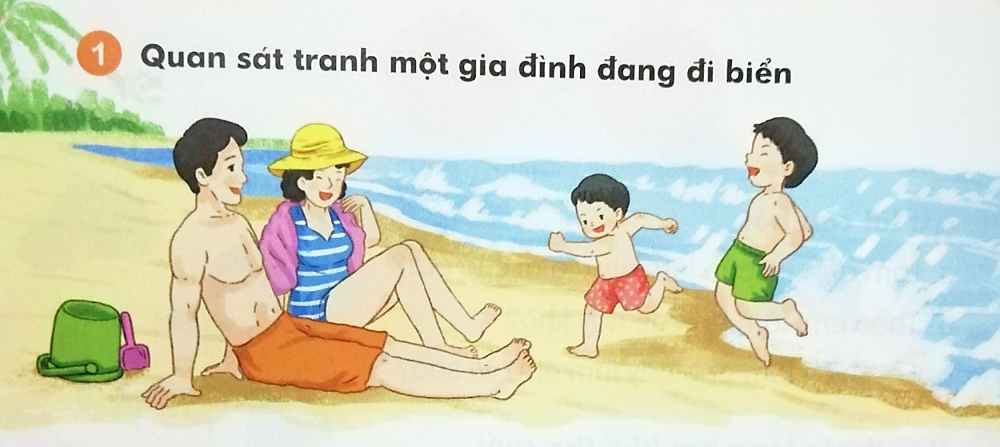 1 Quan sát tranh một gia đình đang đi biển